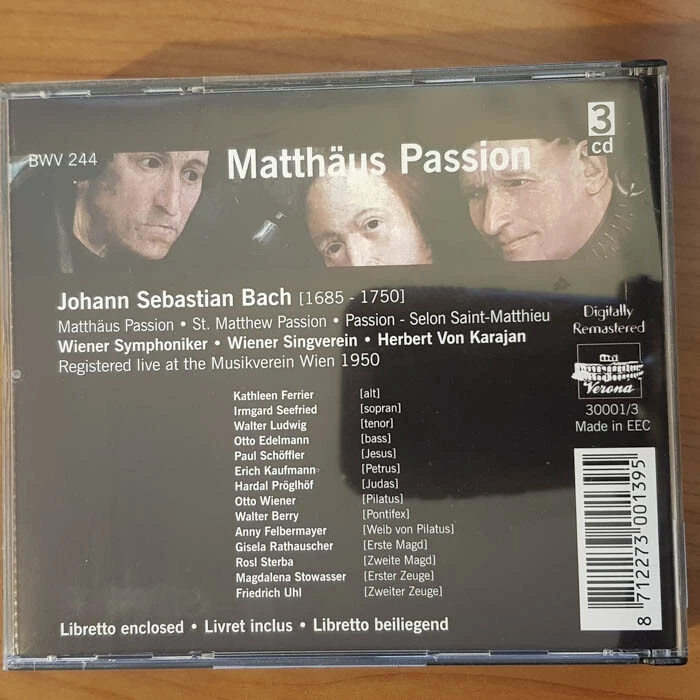 3
cd
BWV 244
Matthäus Passion
Johann Sebastian Bach [1685 - 1750]
Matthäus Passion • St. Matthew Passion • Passion - Selon Saint-Matthieu
Wiener Symphoniker • Wiener Singverein • Herbert Von Karajan
Registered live at the Musikverein Wien 1950
Kathleen Ferrier [alt]
Irmgard Seefried [sopran]
Walter Ludwig [tenor]
Otto Edelmann [bass]
Paul Schöffler [Jesus]
Erich Kaufmann [Petrus]
Hardal Pröglhöf [Judas]
Otto Wiener [Pilatus]
Walter Berry [Pontifex]
Anny Felbermayer [Weib von Pilatus]
Gisela Rathauscher [Erste Magd]
Rosl Sterba [Zweite Magd]
Magdalena Stowasser [Erster Zeuge]
Friedrich Uhl [Zweiter Zeuge]
Libretto enclosed • Livret inclus • Libretto beiliegend
Digitally
Remastered
Verona
30001/3
Made in EEC
8 712273 001395